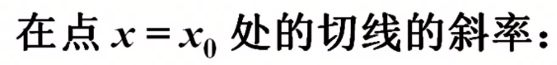 在点 x = x₀ 处的切线的斜率：